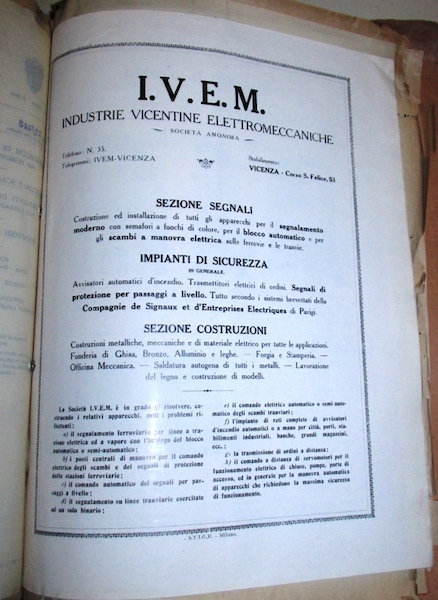 I.V.E.M.
INDUSTRIE VICENTINE ELETTROMECCANICHE
SOCIETÀ ANONIMA
Telefono: N. 33.
Telegrammi: IVEM-VICENZA
Stabilimento:
VICENZA - Corso S. Felice, 53
SEZIONE SEGNALI
Costruzione ed installazione di tutti gli apparecchi per il segnalamento
moderno con semafori a fuochi di colore, per il blocco automatico e per
gli scambi a manovra elettrica sulle ferrovie e le tranvie.
IMPIANTI DI SICUREZZA
IN GENERALE.
Avvisatori automatici d'incendio. Trasmettitori elettrici di ordini. Segnali di
protezione per passaggi a livello. Tutto secondo i sistemi brevettati della
Compagnie de Signaux et d'Entreprises Electriques di Parigi.
SEZIONE COSTRUZIONI
Costruzioni metalliche, meccaniche e di materiale elettrico per tutte le applicazioni.
Fonderia di Ghisa, Bronzo, Alluminio e leghe. — Forgia e Stamperia. —
Officina Meccanica. — Saldatura autogena di tutti i metalli. — Lavorazione
del legno e costruzione di modelli.
La Società I.V.E.M. è in grado di risolvere, co-
struendo i relativi apparecchi, tutti i problemi ri-
flettenti:
a) il segnalamento ferroviario per linee a tra-
zione elettrica ed a vapore con l'impiego del blocco
automatico o semi-automatico;
b) i posti centrali di manovra per il comando
elettrico degli scambi e dei segnali di protezione
delle stazioni ferroviarie;
c) il comando automatico dei segnali per pas-
saggi a livello;
d) il segnalamento su linee tranviarie esercitate
ad un solo binario;
e) il comando elettrico automatico o semi-auto-
matico degli scambi tranviari;
f) l'impianto di reti complete di avvisatori
d'incendio automatici o a mano per città, porti, sta-
bilimenti industriali, banche, grandi magazzini,
ecc.;
g) la trasmissione di ordini a distanza;
h) il comando a distanza di servomotori per il
funzionamento elettrico di chiuse, pompe, porte di
accesso, ed in generale per la manovra automatica
di apparecchi che richiedono la massima sicurezza
di funzionamento.
- S.T.I.G.E. - Milano.